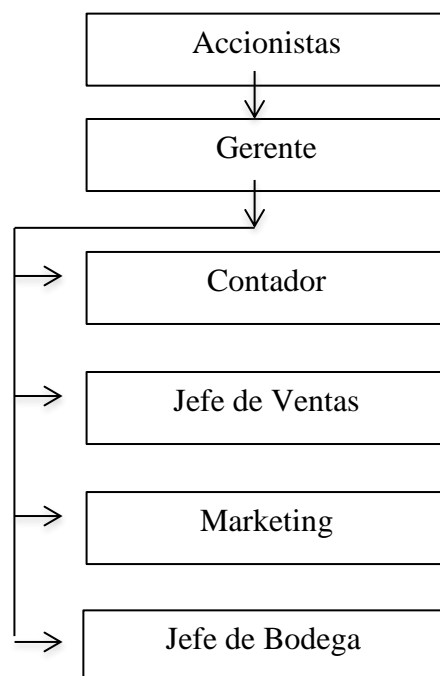 Accionistas
Gerente
Contador
Jefe de Ventas
Marketing
Jefe de Bodega